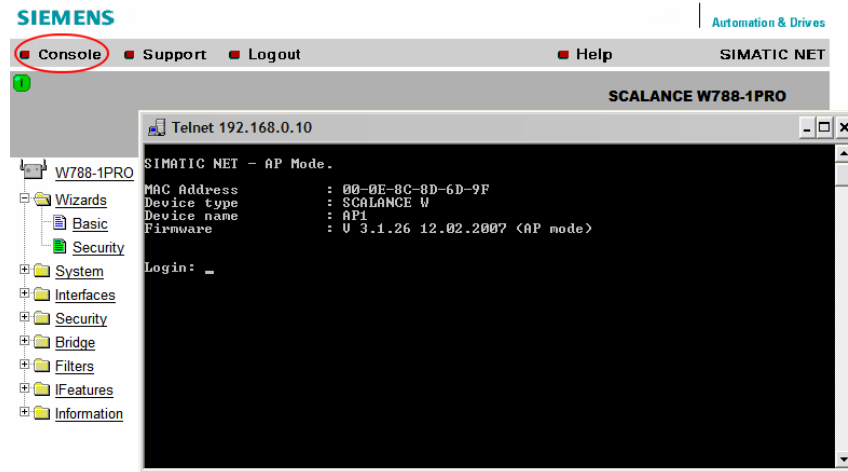 SIEMENS
Automation & Drives
Console Support Logout Help SIMATIC NET
SCALANCE W788-1PRO
Telnet 192.168.0.10
SIMATIC NET - AP Mode.
MAC Address : 00-0E-8C-8D-6D-9F
Device type : SCALANCE W
Device name : AP1
Firmware : V 3.1.26 12.02.2007 (AP mode)
Login: _
W788-1PRO
Wizards
Basic
Security
System
Interfaces
Security
Bridge
Filters
IFeatures
Information